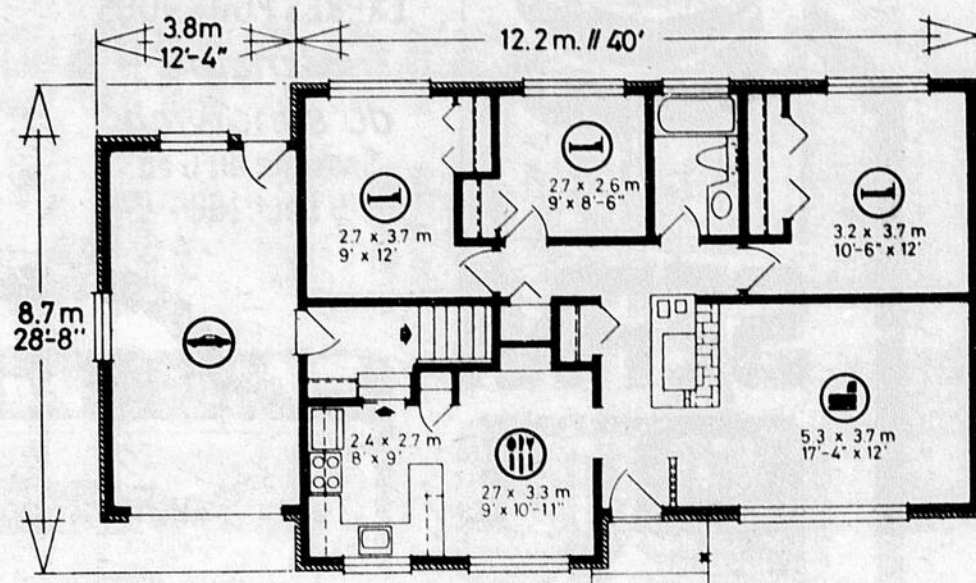 3.8m
12'-4"
12.2 m. // 40'
2.7 x 2.6 m
9' x 8'-6"
2.7 x 3.7 m
9' x 12'
3.2 x 3.7 m
10'-6" x 12'
8.7 m
28'-8"
2.4 x 2.7 m
8' x 9'
5.3 x 3.7 m
17'-4" x 12'
2.7 x 3.3 m
9' x 10'-11"